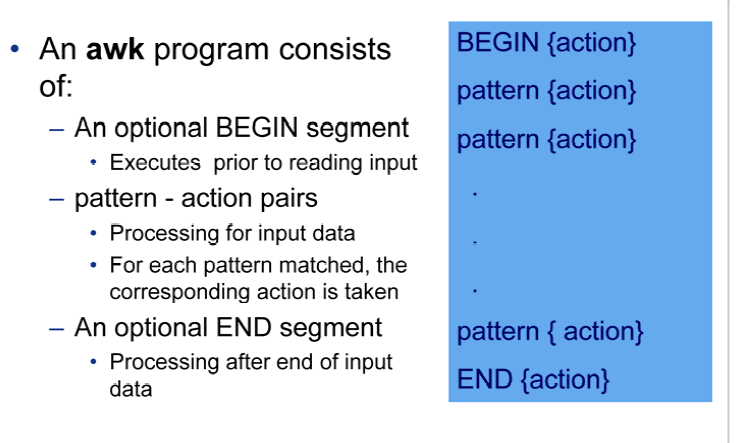 • An awk program consists
of:
– An optional BEGIN segment
• Executes prior to reading input
– pattern - action pairs
• Processing for input data
• For each pattern matched, the
corresponding action is taken
– An optional END segment
• Processing after end of input
data
BEGIN {action}
pattern {action}
pattern {action}
.
.
.
pattern { action}
END {action}